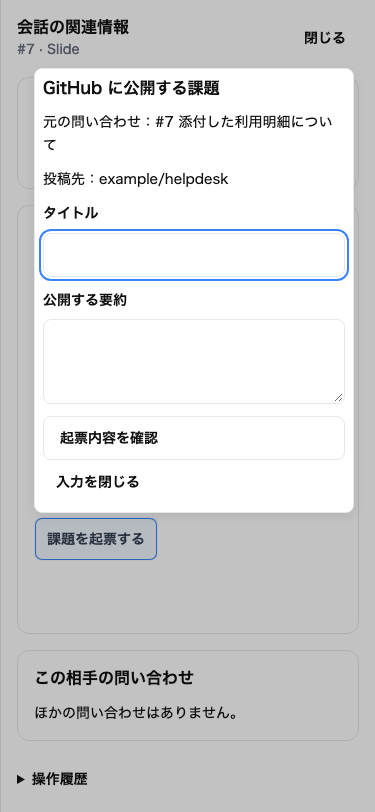 会話の関連情報
#7 · Slide
閉じる
GitHub に公開する課題
元の問い合わせ：#7 添付した利用明細につい
て
投稿先：example/helpdesk
タイトル
公開する要約
起票内容を確認
入力を閉じる
課題を起票する
この相手の問い合わせ
ほかの問い合わせはありません。
▶ 操作履歴